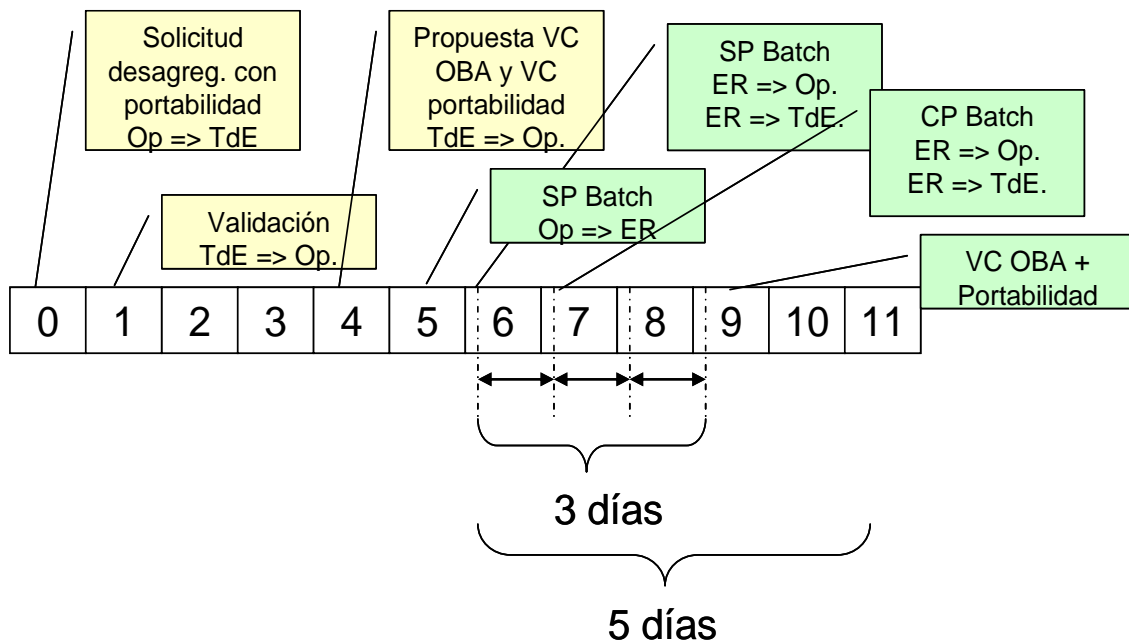 Solicitud
desagreg. con
portabilidad
Op => TdE
Propuesta VC
OBA y VC
portabilidad
TdE => Op.
SP Batch
ER => Op.
ER => TdE.
CP Batch
ER => Op.
ER => TdE.
Validación
TdE => Op.
SP Batch
Op => ER
VC OBA +
Portabilidad
0 1 2 3 4 5 6 7 8 9 10 11
3 días
5 días